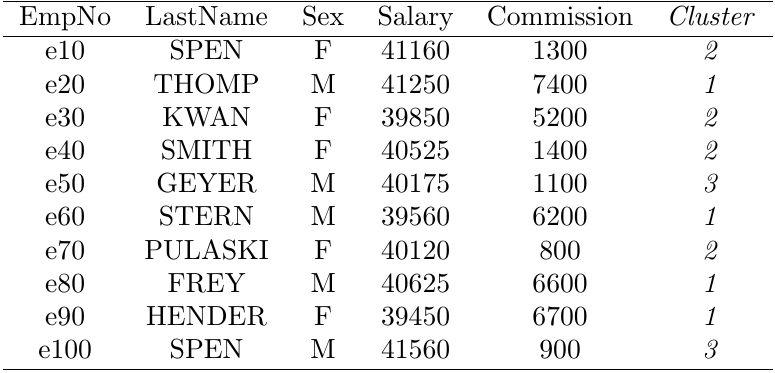 EmpNo LastName Sex Salary Commission Cluster
e10 SPEN F 41160 1300 2
e20 THOMP M 41250 7400 1
e30 KWAN F 39850 5200 2
e40 SMITH F 40525 1400 2
e50 GEYER M 40175 1100 3
e60 STERN M 39560 6200 1
e70 PULASKI F 40120 800 2
e80 FREY M 40625 6600 1
e90 HENDER F 39450 6700 1
e100 SPEN M 41560 900 3